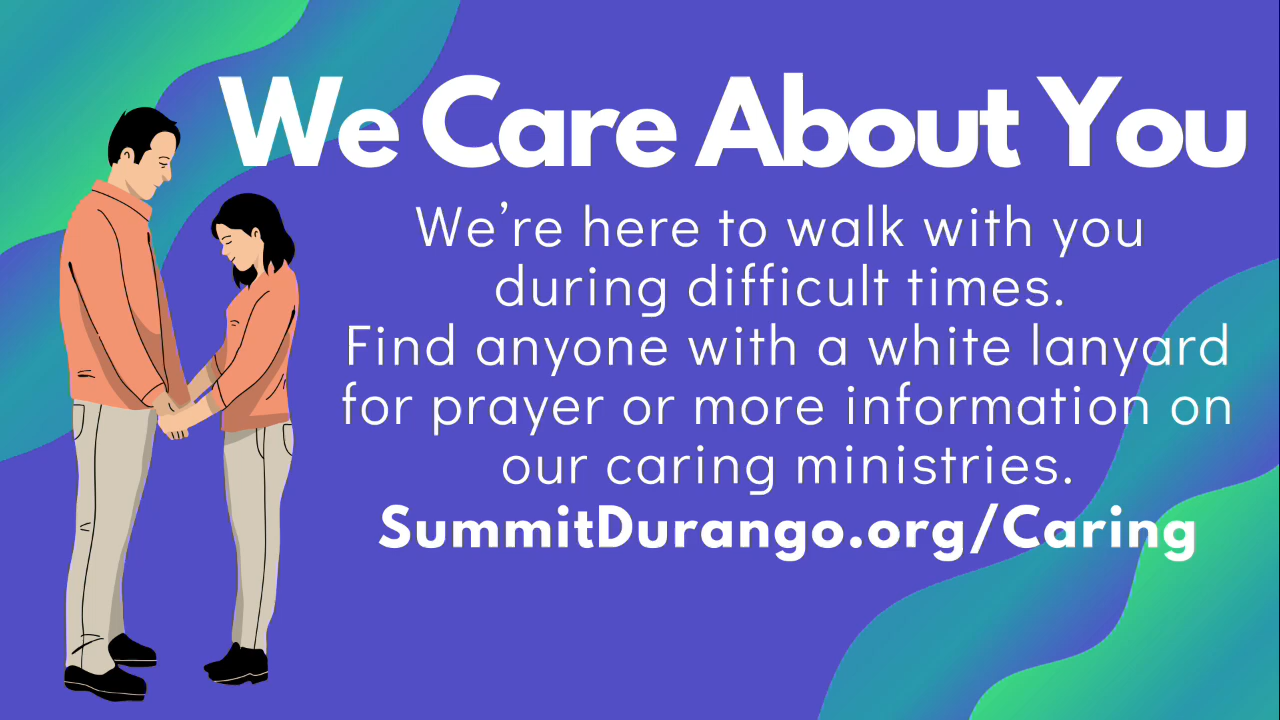 We Care About You
We’re here to walk with you
during difficult times.
Find anyone with a white lanyard
for prayer or more information on
our caring ministries.
SummitDurango.org/Caring